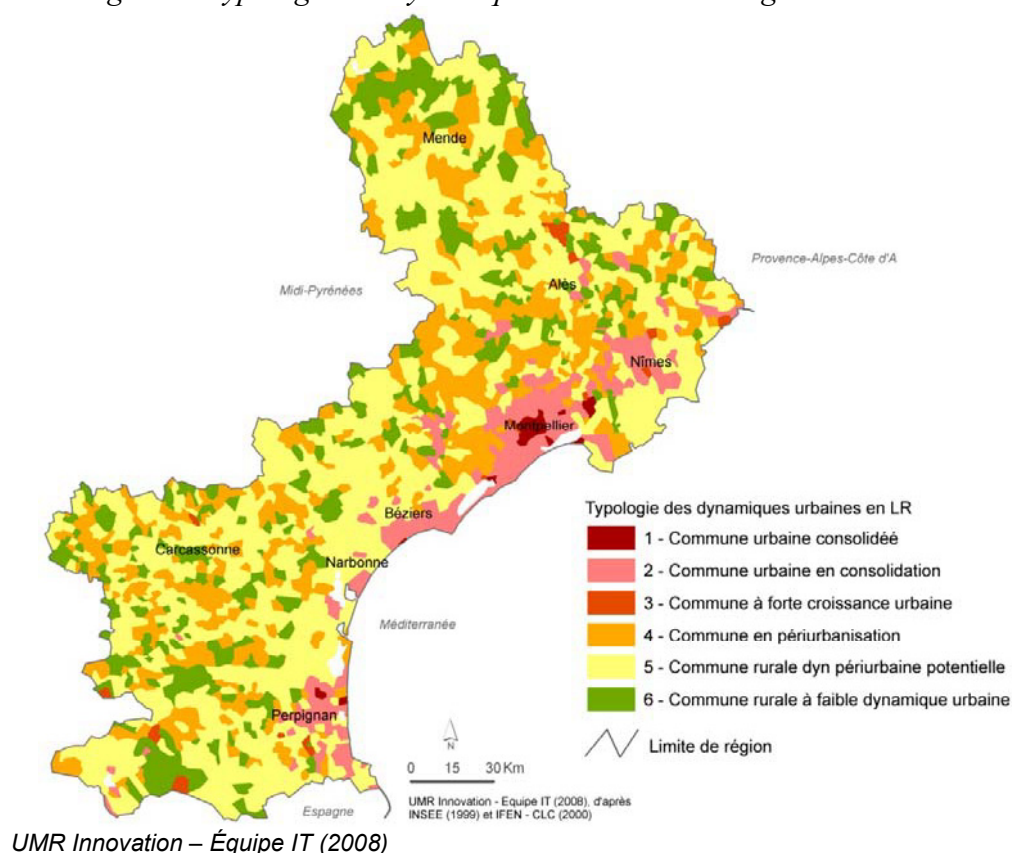 Mende
Provence-Alpes-Côte d'A
Midi-Pyrénées
Alès
Nîmes
Montpellier
Béziers
Carcassonne
Narbonne
Méditerranée
Perpignan
Espagne
N
0 15 30 Km
UMR Innovation - Equipe IT (2008), d'après
INSEE (1999) et IFEN - CLC (2000)
Typologie des dynamiques urbaines en LR
1 - Commune urbaine consolidéé
2 - Commune urbaine en consolidation
3 - Commune à forte croissance urbaine
4 - Commune en périurbanisation
5 - Commune rurale dyn périurbaine potentielle
6 - Commune rurale à faible dynamique urbaine
Limite de région
UMR Innovation – Équipe IT (2008)